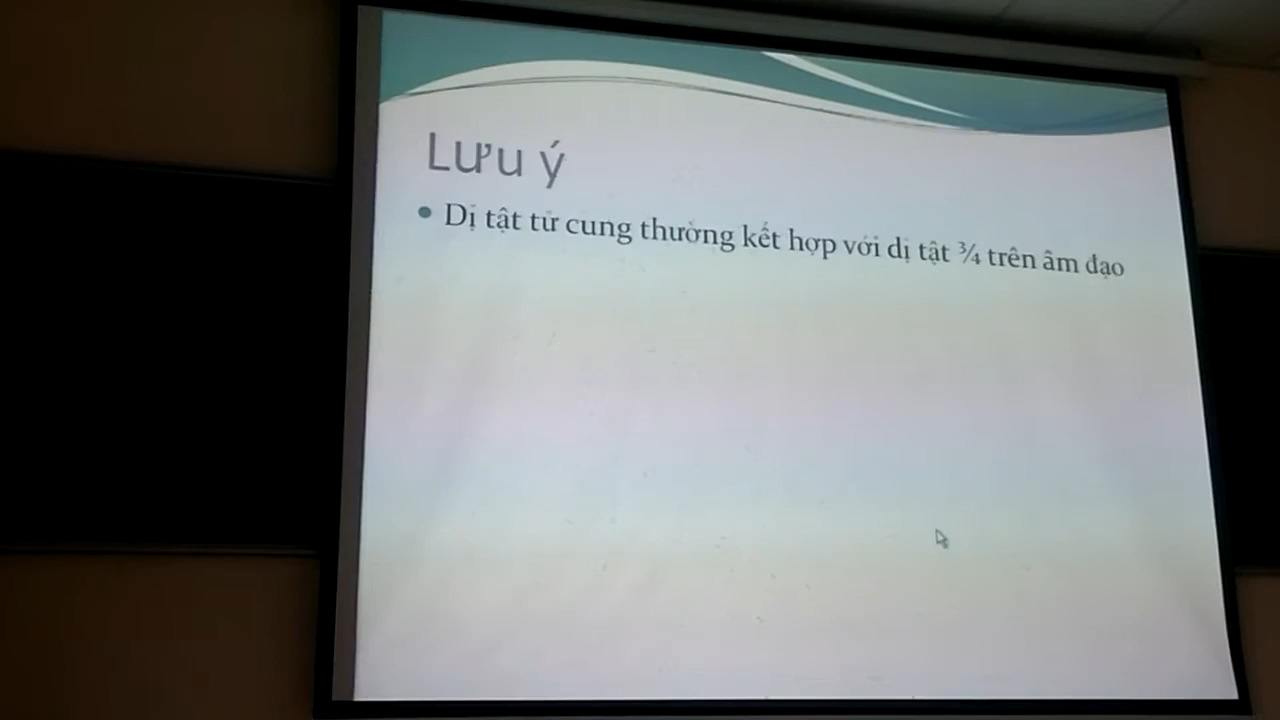 Lưu ý
• Dị tật tử cung thường kết hợp với dị tật ¾ trên âm đạo